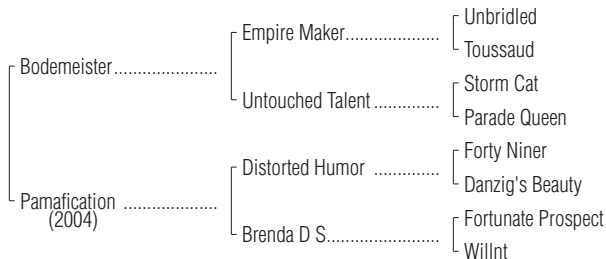 Unbridled
Empire Maker....................
Toussaud
Bodemeister......................
Storm Cat
Untouched Talent ..............
Parade Queen
Forty Niner
Distorted Humor ..............
Danzig's Beauty
Pamafication ....................
(2004)
Fortunate Prospect
Brenda D S........................
Willnt